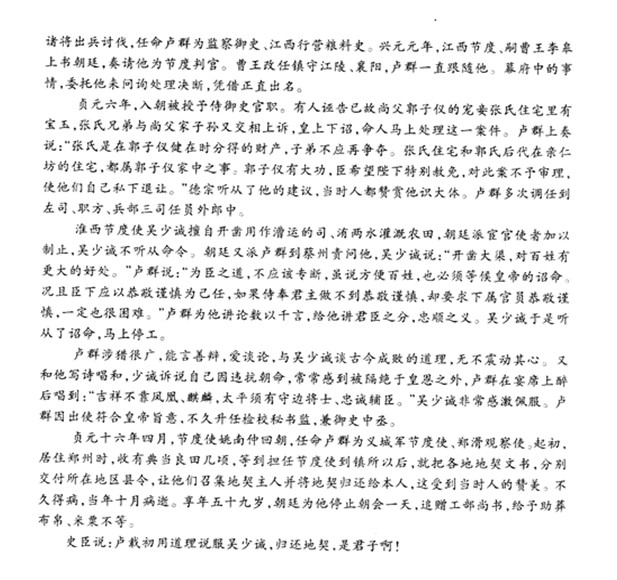 诸将出兵讨伐,任命卢群为监察御史、江西行营粮料史。兴元元年,江西节度、嗣曹王李皋
上书朝廷,奏请他为节度判官。曹王改任镇守江陵、襄阳,卢群一直跟随他。幕府中的事
情,委托他来问询处理决断,凭借正直出名。
贞元六年,入朝被授予侍御史官职。有人诬告已故尚父郭子仪的宠妾张氏住宅里有
宝玉,张氏兄弟与尚父家子孙又交相上诉,皇上下诏,命人马上处理这一案件。卢群上奏
说:“张氏是在郭子仪健在时分得的财产,子弟不应再争夺。张氏住宅和郭氏后代在亲仁
坊的住宅,都属郭子仪家中之事。郭子仪有大功,臣希望陛下特别赦免,对此案不予审理,
使他们自己私下退让。”德宗听从了他的建议,当时人都赞赏他识大体。卢群多次调任到
左司、职方、兵部三司任员外郎中。
淮西节度使吴少诚擅自开凿用作漕运的司、洧两水灌溉农田,朝廷派宦官使者加以
制止,吴少诚不听从命令。朝廷又派卢群到蔡州责问他,吴少诚说:“开凿大渠,对百姓有
更大的好处。”卢群说:“为臣之道,不应该专断,虽说方便百姓,也必须等候皇帝的诏命。
况且臣下应以恭敬谨慎为己任,如果侍奉君主做不到恭敬谨慎,却要求下属官员恭敬谨
慎,一定也很困难。”卢群为他讲论数以千言,给他讲君臣之分,忠顺之义。吴少诚于是听
从了诏命,马上停工。
卢群涉猎很广,能言善辩,爱谈论,与吴少诚谈古今成败的道理,无不震动其心。又
和他写诗唱和,少诚诉说自己因违抗朝命,常常感到被隔绝于皇恩之外,卢群在宴席上醉
后唱到:“吉祥不靠凤凰、麒麟,太平须有守边将士、忠诚辅臣。”吴少诚非常感激佩服。卢
群因出使符合皇帝旨意,不久升任检校秘书监,兼御史中丞。
贞元十六年四月,节度使姚南仲回朝,任命卢群为义城军节度使、郑滑观察使。起初,
居住郑州时,收有典当良田几顷,等到担任节度使到镇所以后,就把各地地契文书,分别
交付所在地区县令,让他们召集地契主人并将地契归还给本人,这受到当时人的赞美。不
久得病,当年十月病逝。享年五十九岁,朝廷为他停止朝会一天,追赠工部尚书,给予助葬
布帛、米粟不等。
史臣说:卢载初用道理说服吴少诚,归还地契,是君子啊!